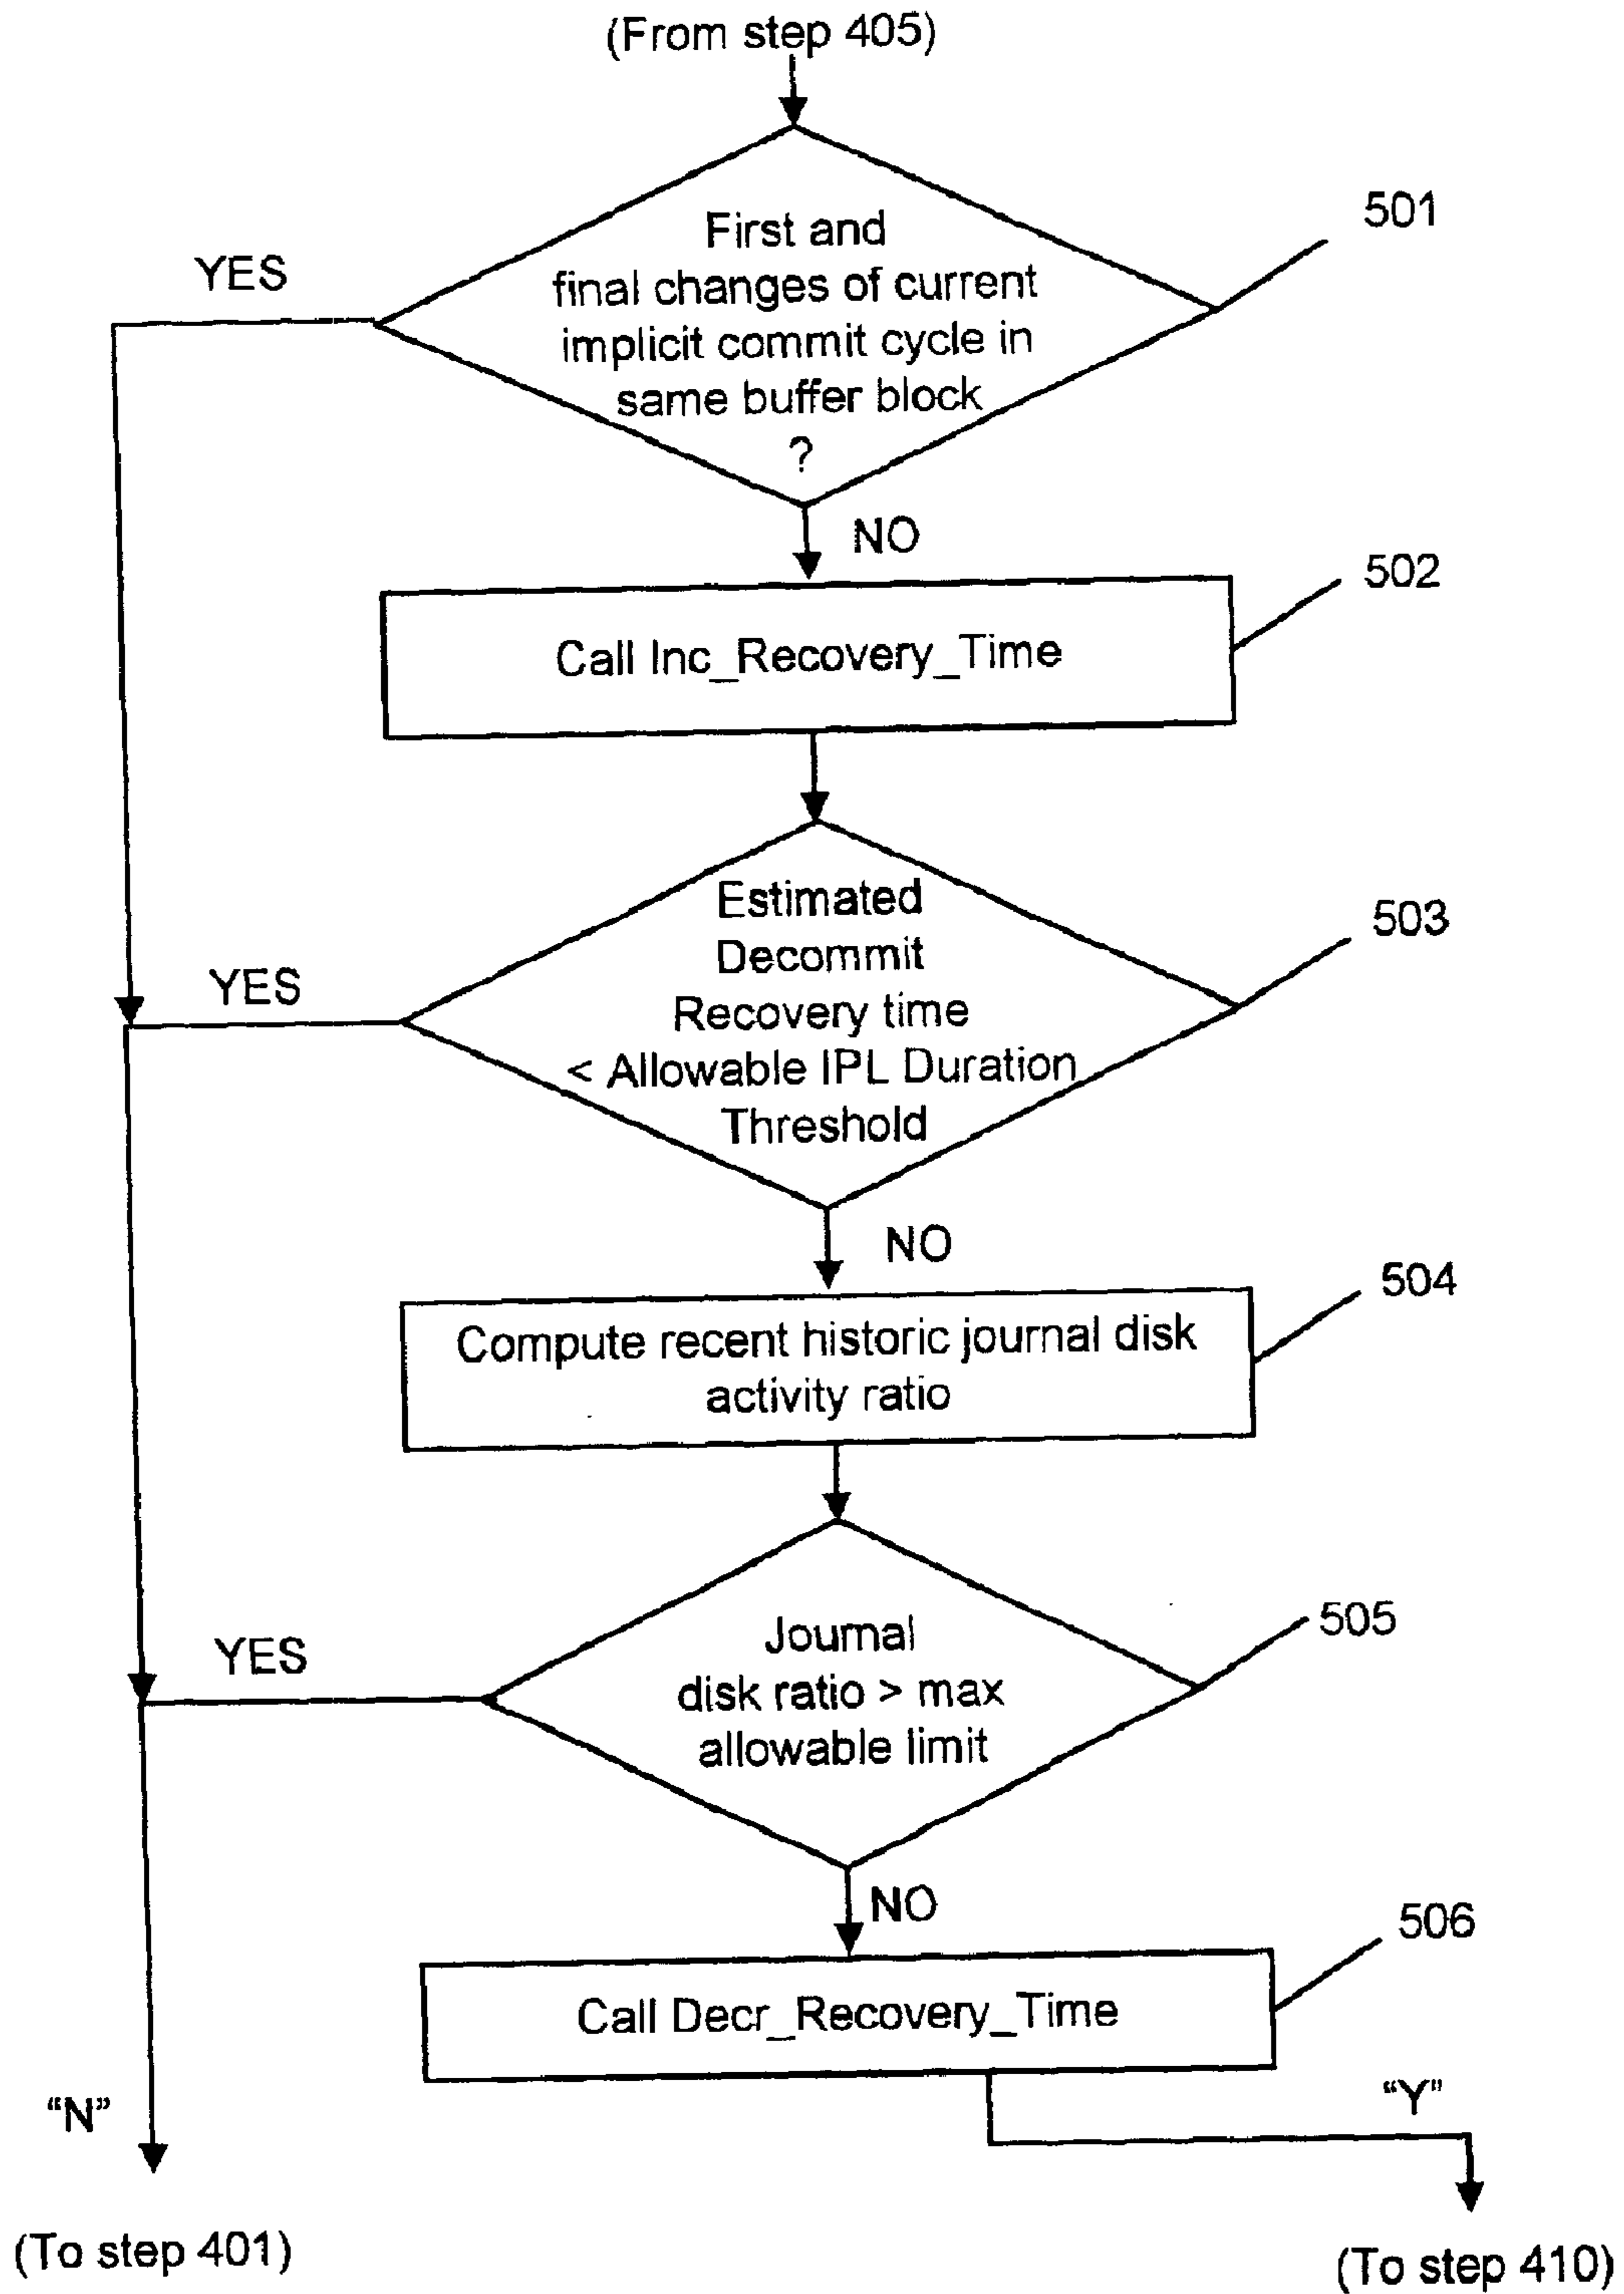 (From step 405)
501
YES
First and
final changes of current
implicit commit cycle in
same buffer block
?
NO
502
Call Inc_Recovery_Time
503
YES
Estimated
Decommit
Recovery time
< Allowable IPL Duration
Threshold
NO
504
Compute recent historic journal disk
activity ratio
505
YES
Journal
disk ratio > max
allowable limit
NO
506
Call Decr_Recovery_Time
“N”
“Y”
(To step 401)
(To step 410)